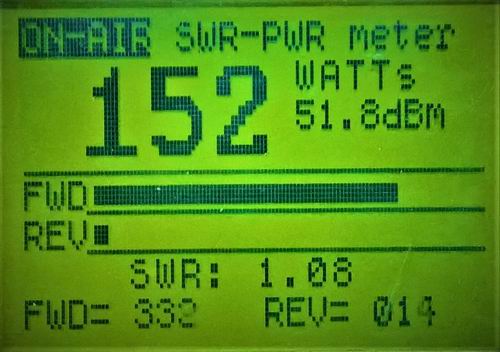 ON-AIR SWR-PWR meter
152 WATTs
51.8dBm
FWD
REV
SWR: 1.08
FWD= 332 REV= 014